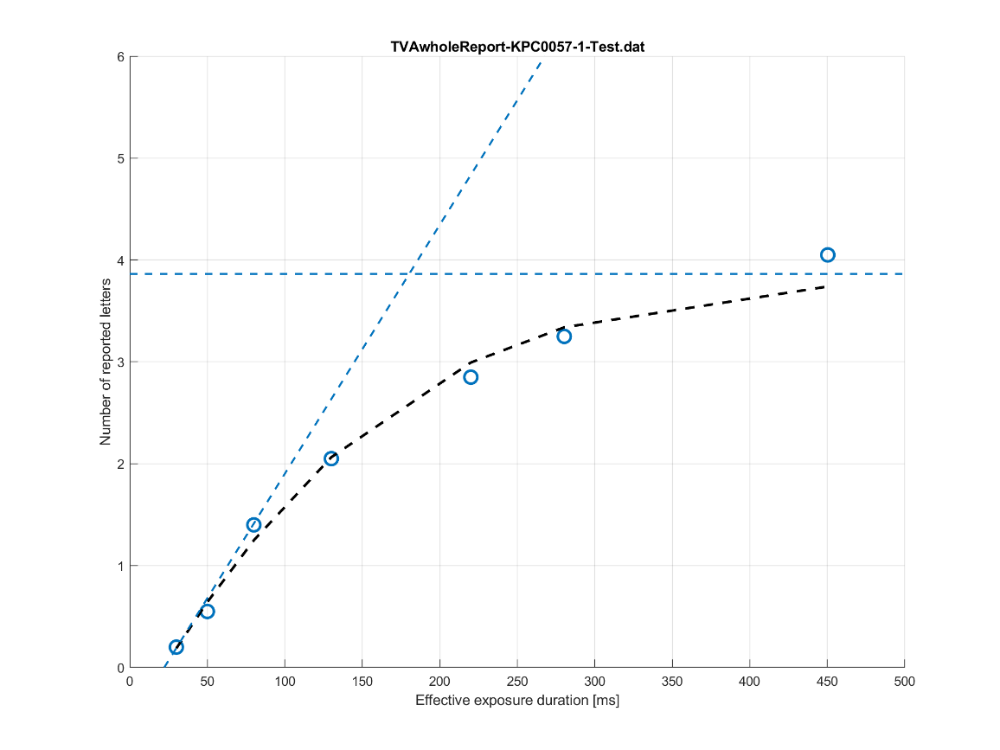 TVAwholeReport-KPC0057-1-Test.dat
6
5
4
3
2
1
0
Number of reported letters
0 50 100 150 200 250 300 350 400 450 500
Effective exposure duration [ms]